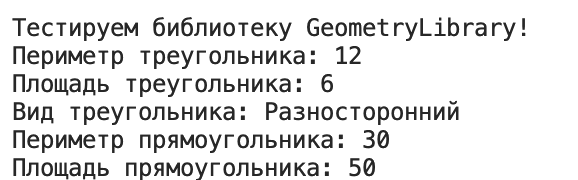 Тестируем библиотеку GeometryLibrary!
Периметр треугольника: 12
Площадь треугольника: 6
Вид треугольника: Разносторонний
Периметр прямоугольника: 30
Площадь прямоугольника: 50